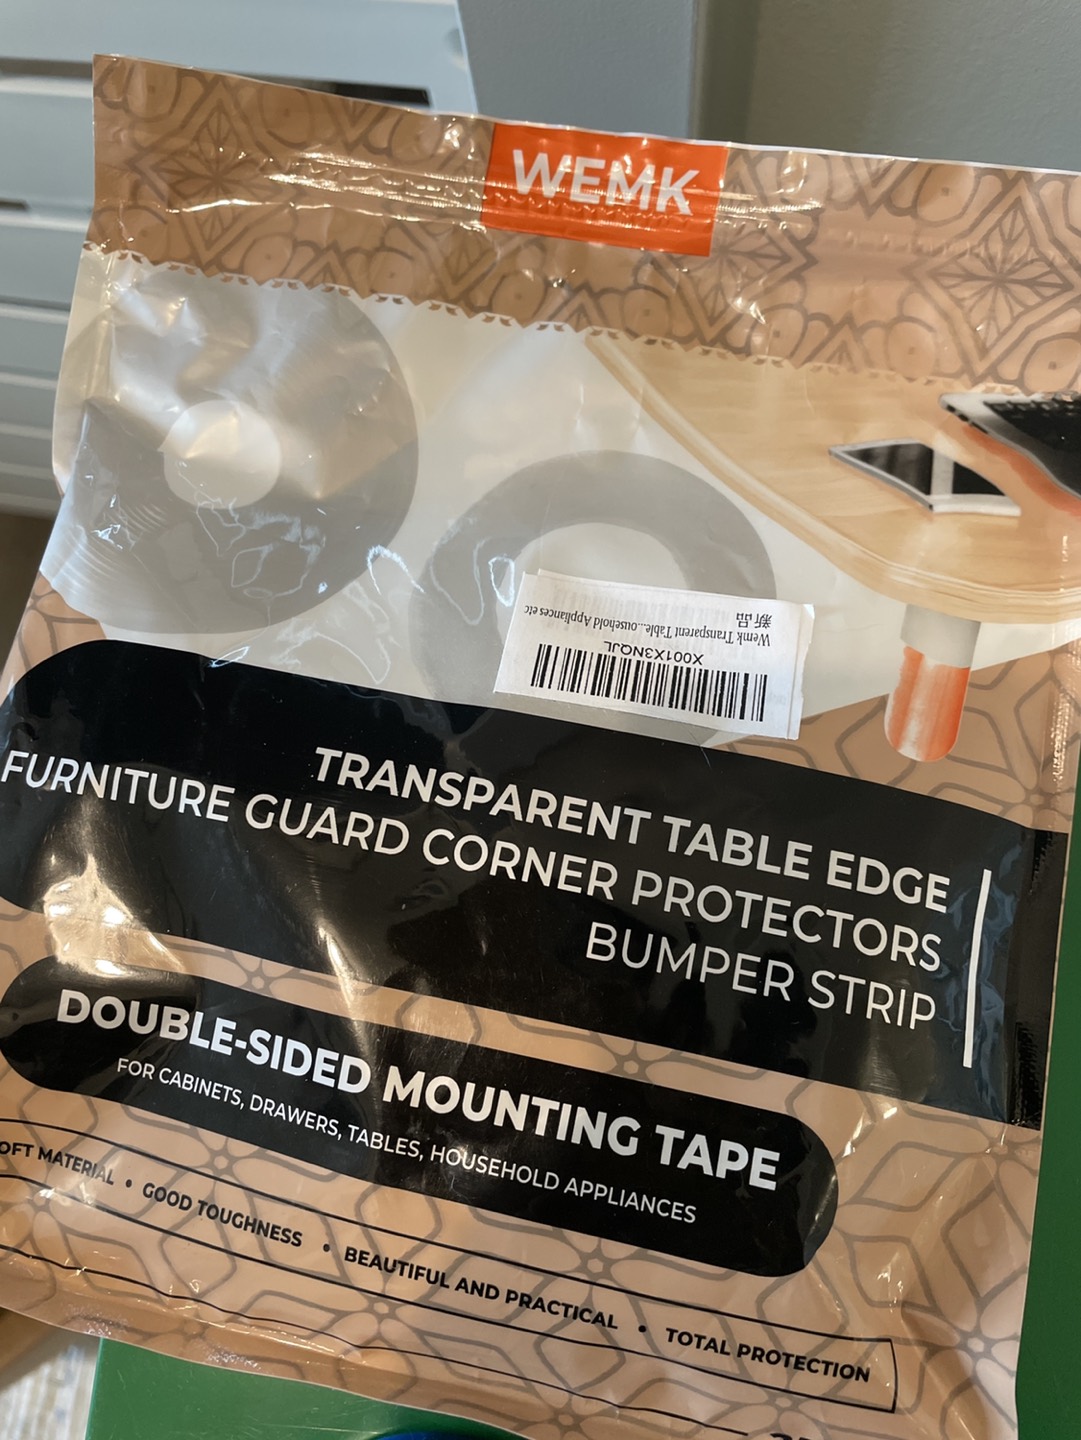 WEMK
X001X3NQJL
Wemk Transparent Table...ousehold Appliances etc
新品
TRANSPARENT TABLE EDGE
FURNITURE GUARD CORNER PROTECTORS
BUMPER STRIP
DOUBLE-SIDED MOUNTING TAPE
FOR CABINETS, DRAWERS, TABLES, HOUSEHOLD APPLIANCES
OFT MATERIAL • GOOD TOUGHNESS • BEAUTIFUL AND PRACTICAL • TOTAL PROTECTION